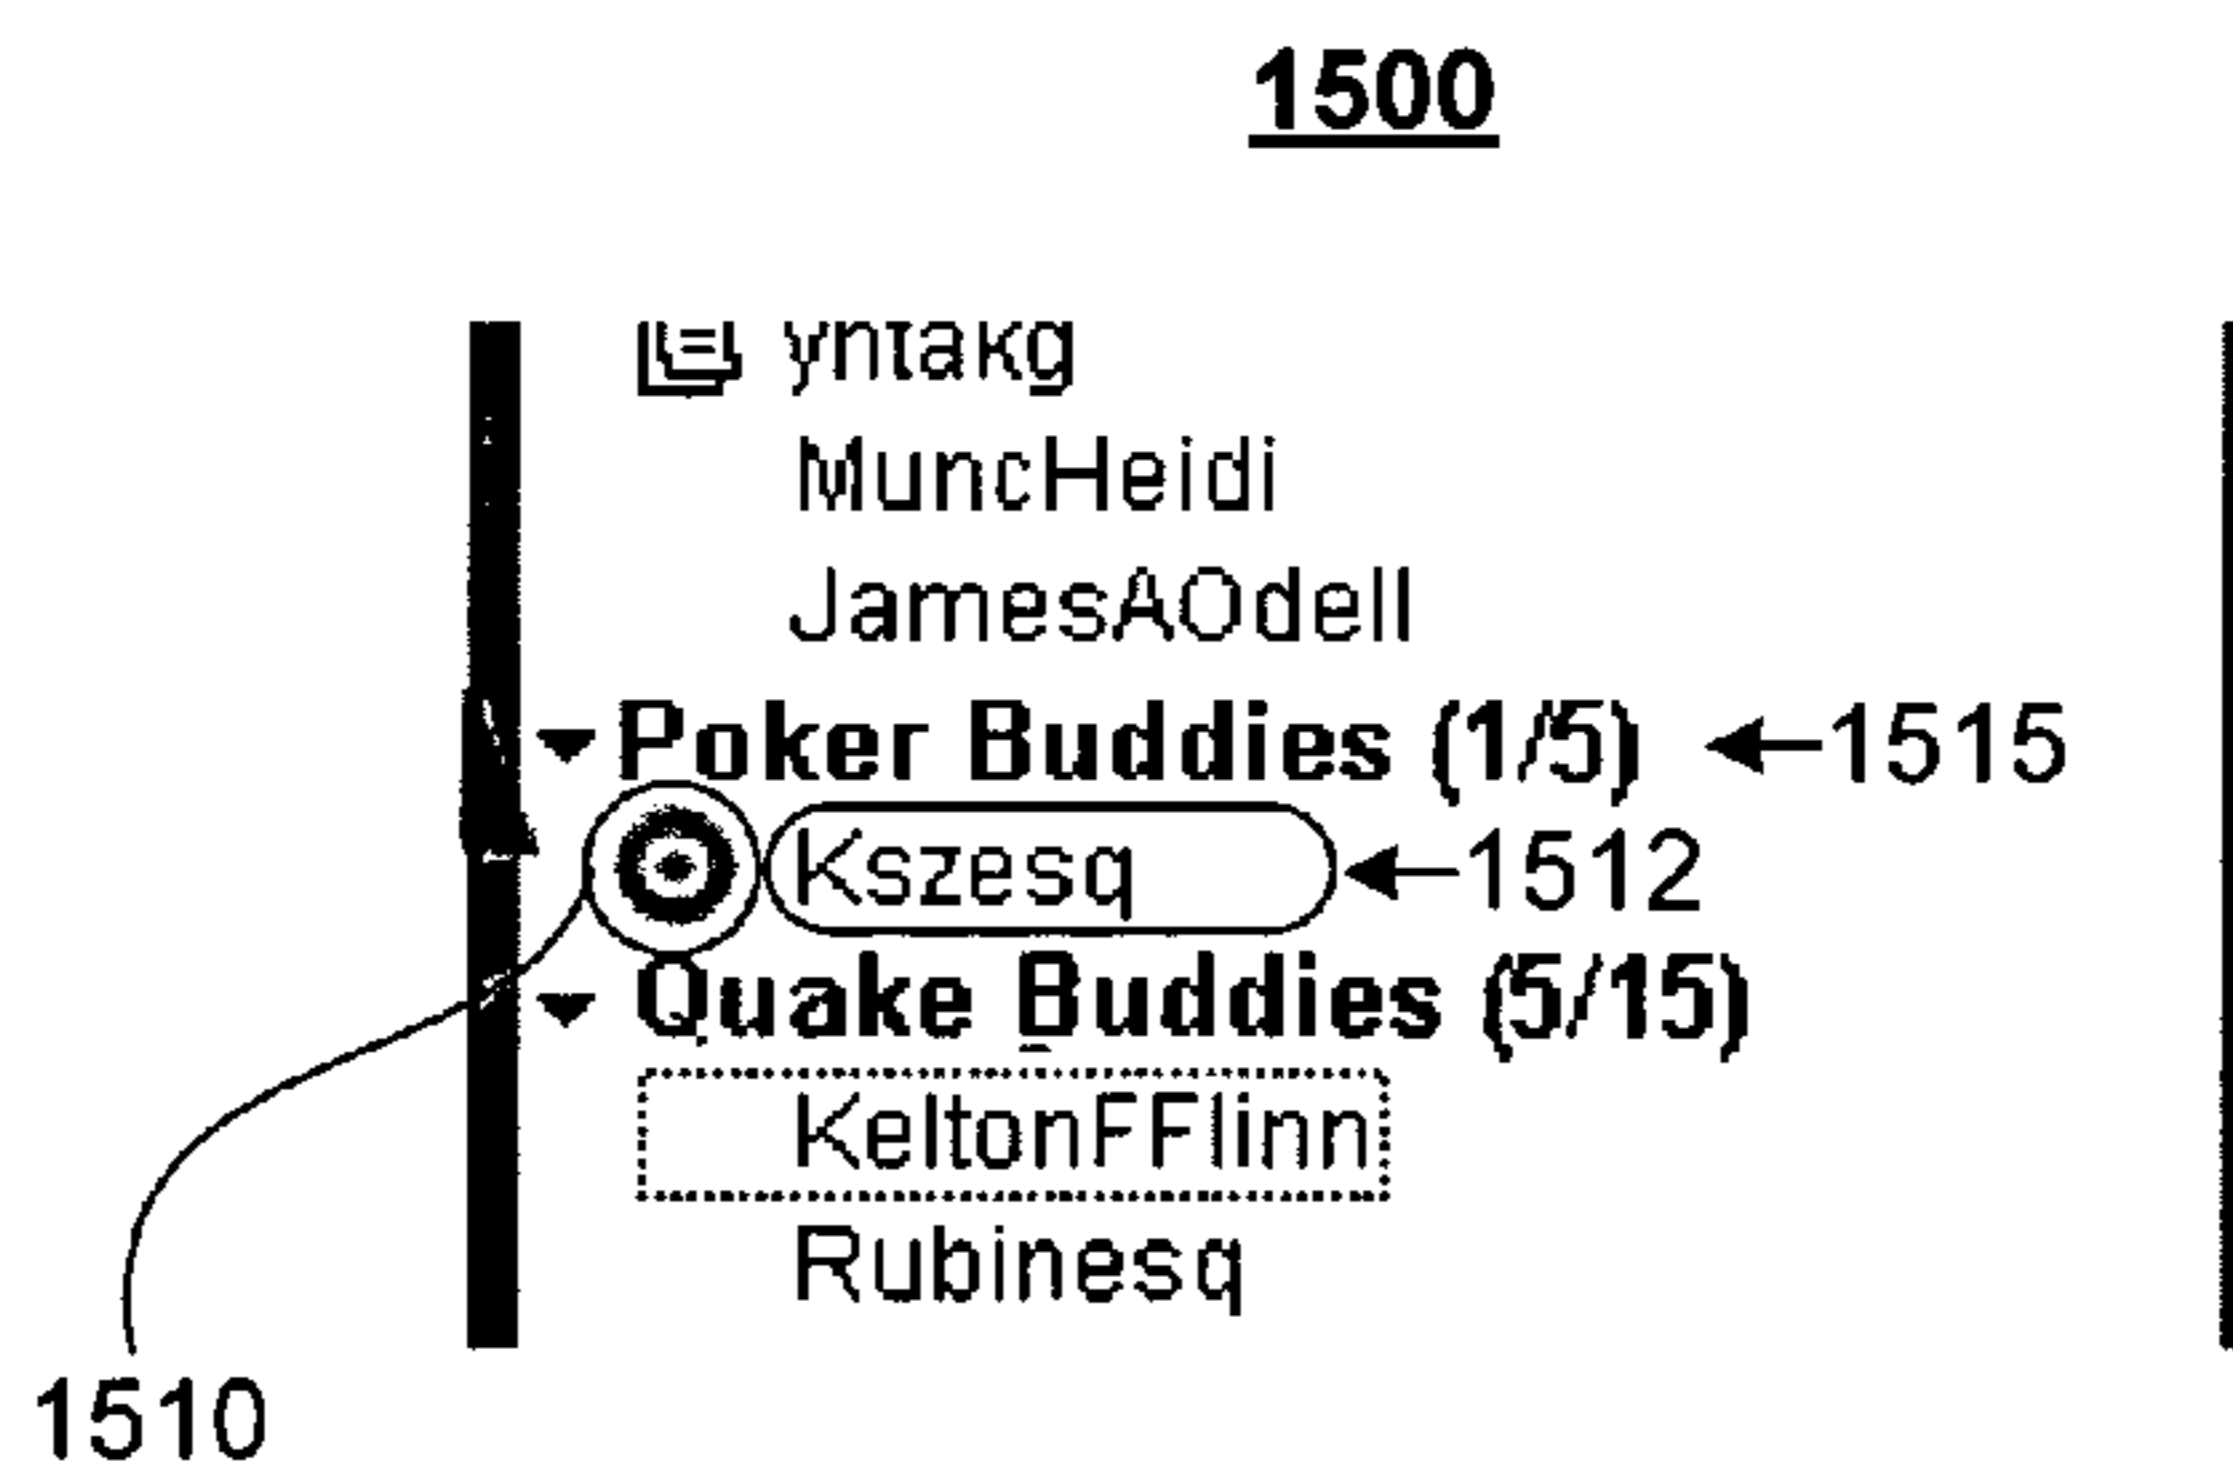 1500
yntakg
MuncHeidi
JamesAOdell
Poker Buddies (1/5) 1515
Kszesq 1512
Quake Buddies (5/15)
KeltonFFlinn
Rubinesq
1510